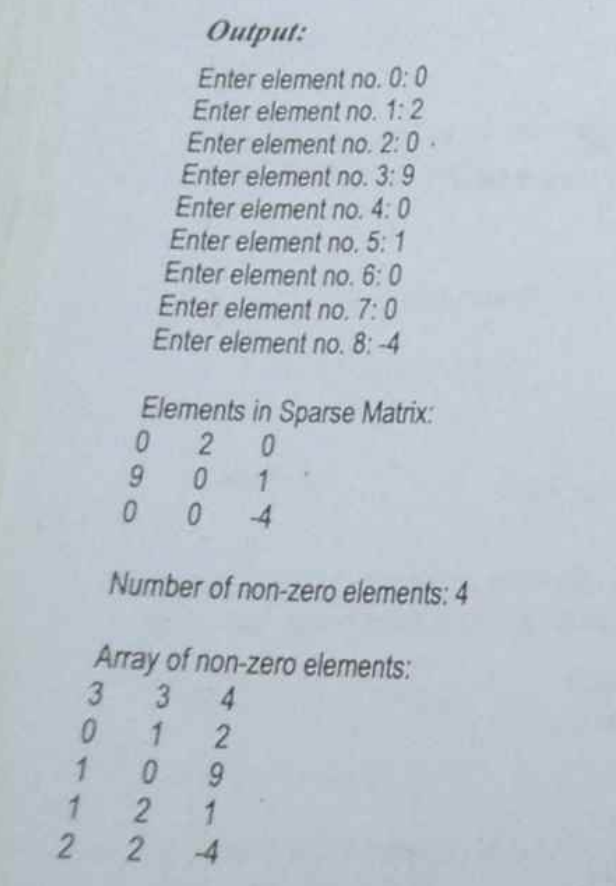 Output:
Enter element no. 0: 0
Enter element no. 1: 2
Enter element no. 2: 0
Enter element no. 3: 9
Enter element no. 4: 0
Enter element no. 5: 1
Enter element no. 6: 0
Enter element no. 7: 0
Enter element no. 8: -4
Elements in Sparse Matrix:
0 2 0
9 0 1
0 0 -4
Number of non-zero elements: 4
Array of non-zero elements:
3 3 4
0 1 2
1 0 9
1 2 1
2 2 -4